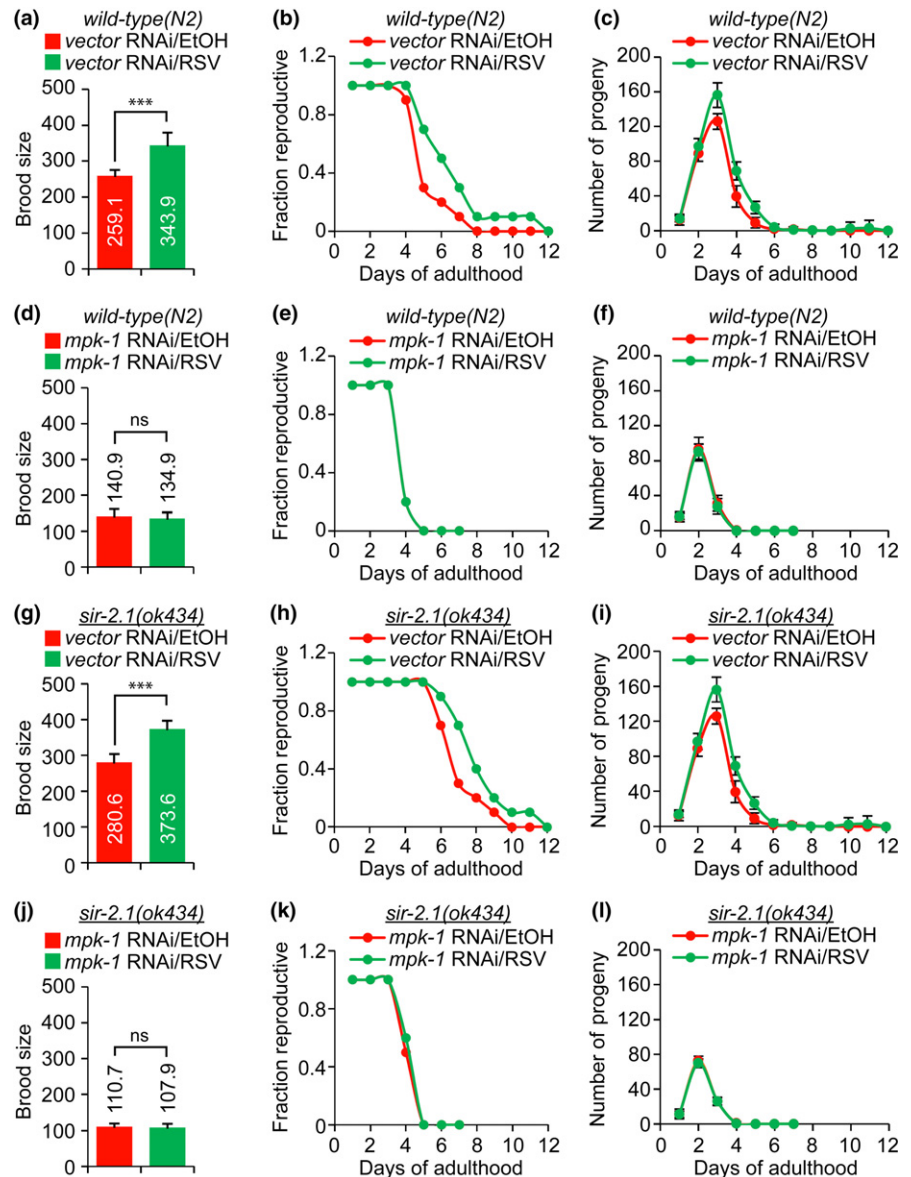 (a) wild-type(N2)
vector RNAi/EtOH
vector RNAi/RSV
***
500
400
300
200
100
0
Brood size
259.1
343.9
(b) wild-type(N2)
vector RNAi/EtOH
vector RNAi/RSV
1.2
0.8
0.4
0
Fraction reproductive
0 2 4 6 8 10 12
Days of adulthood
(c) wild-type(N2)
vector RNAi/EtOH
vector RNAi/RSV
200
160
120
80
40
0
Number of progeny
0 2 4 6 8 10 12
Days of adulthood
(d) wild-type(N2)
mpk-1 RNAi/EtOH
mpk-1 RNAi/RSV
500
400
300
200
100
0
Brood size
ns
140.9
134.9
(e) wild-type(N2)
mpk-1 RNAi/EtOH
mpk-1 RNAi/RSV
1.2
0.8
0.4
0
Fraction reproductive
0 2 4 6 8 10 12
Days of adulthood
(f) wild-type(N2)
mpk-1 RNAi/EtOH
mpk-1 RNAi/RSV
200
160
120
80
40
0
Number of progeny
0 2 4 6 8 10 12
Days of adulthood
(g) sir-2.1(ok434)
vector RNAi/EtOH
vector RNAi/RSV
500
400
300
200
100
0
Brood size
***
280.6
373.6
(h) sir-2.1(ok434)
vector RNAi/EtOH
vector RNAi/RSV
1.2
0.8
0.4
0
Fraction reproductive
0 2 4 6 8 10 12
Days of adulthood
(i) sir-2.1(ok434)
vector RNAi/EtOH
vector RNAi/RSV
200
160
120
80
40
0
Number of progeny
0 2 4 6 8 10 12
Days of adulthood
(j) sir-2.1(ok434)
mpk-1 RNAi/EtOH
mpk-1 RNAi/RSV
500
400
300
200
100
0
Brood size
ns
110.7
107.9
(k) sir-2.1(ok434)
mpk-1 RNAi/EtOH
mpk-1 RNAi/RSV
1.2
0.8
0.4
0
Fraction reproductive
0 2 4 6 8 10 12
Days of adulthood
(l) sir-2.1(ok434)
mpk-1 RNAi/EtOH
mpk-1 RNAi/RSV
200
160
120
80
40
0
Number of progeny
0 2 4 6 8 10 12
Days of adulthood